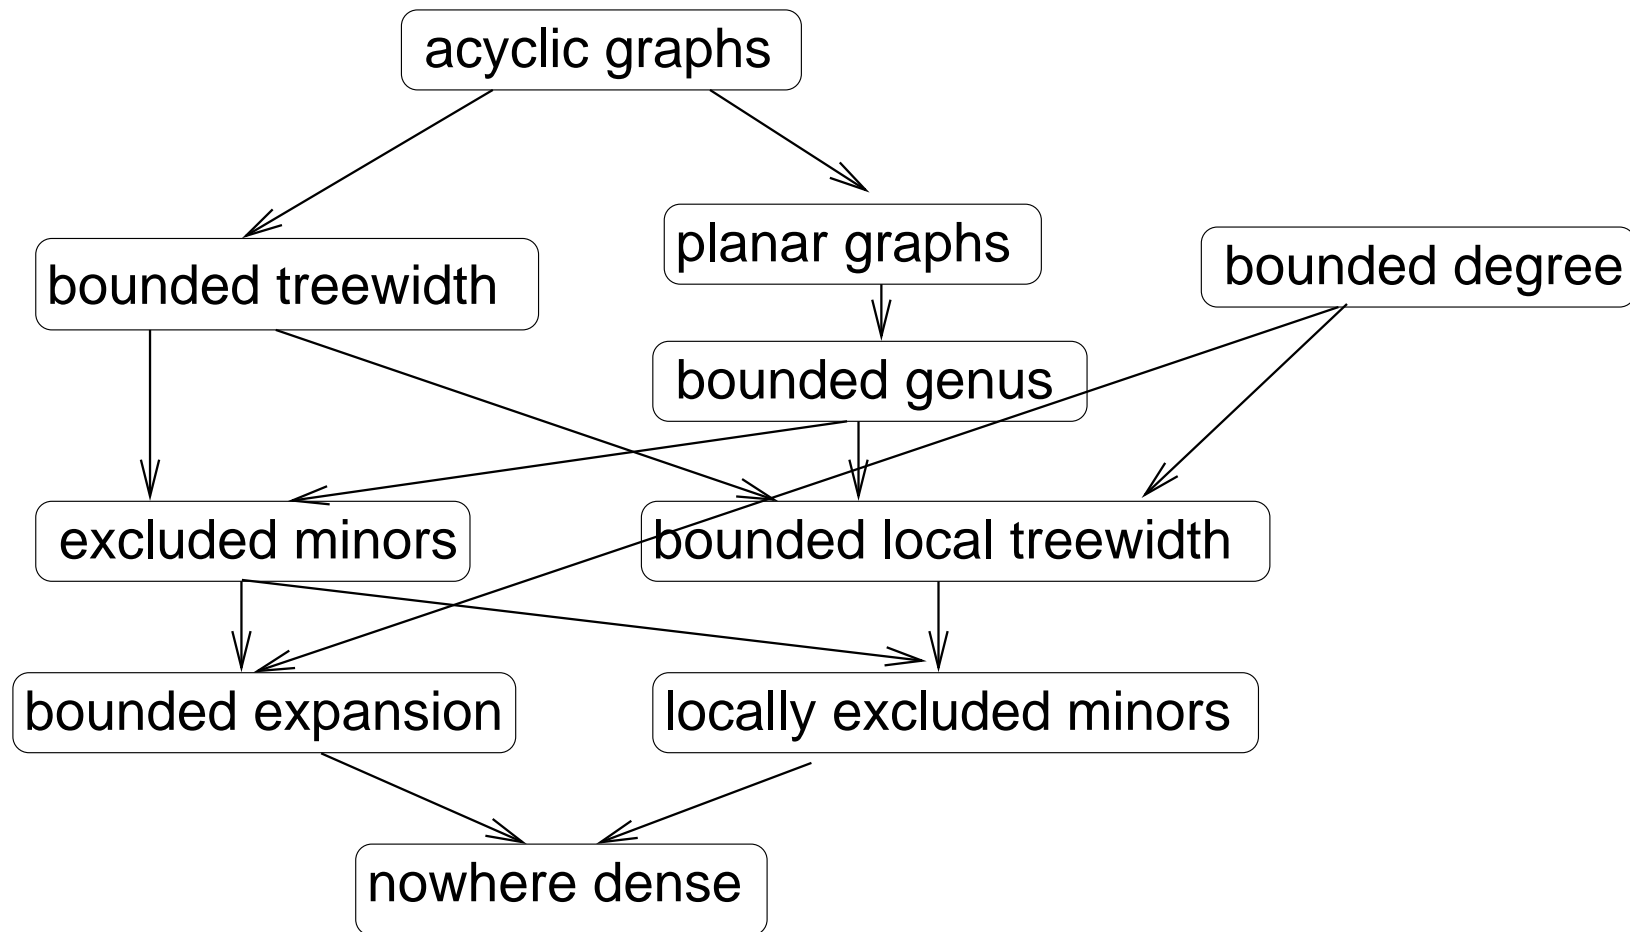 acyclic graphs
planar graphs
bounded degree
bounded treewidth
bounded genus
excluded minors
bounded local treewidth
bounded expansion
locally excluded minors
nowhere dense